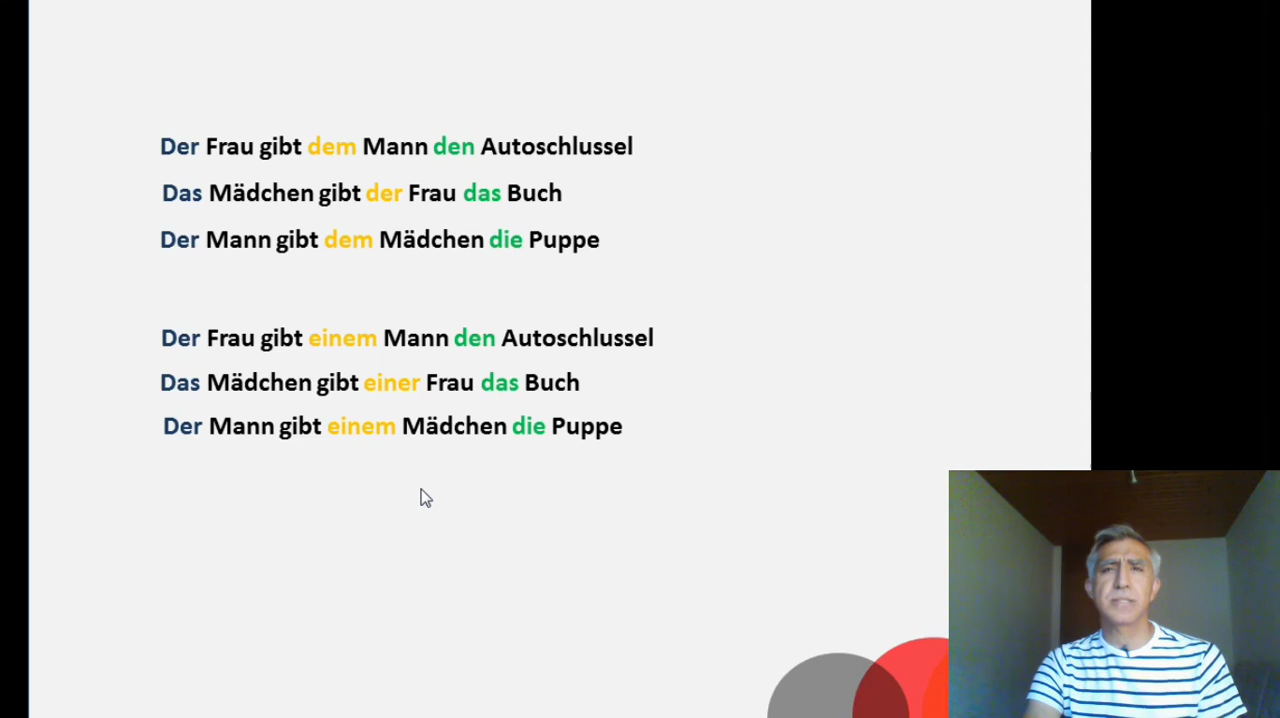 Der Frau gibt dem Mann den Autoschlussel
Das Mädchen gibt der Frau das Buch
Der Mann gibt dem Mädchen die Puppe
Der Frau gibt einem Mann den Autoschlussel
Das Mädchen gibt einer Frau das Buch
Der Mann gibt einem Mädchen die Puppe